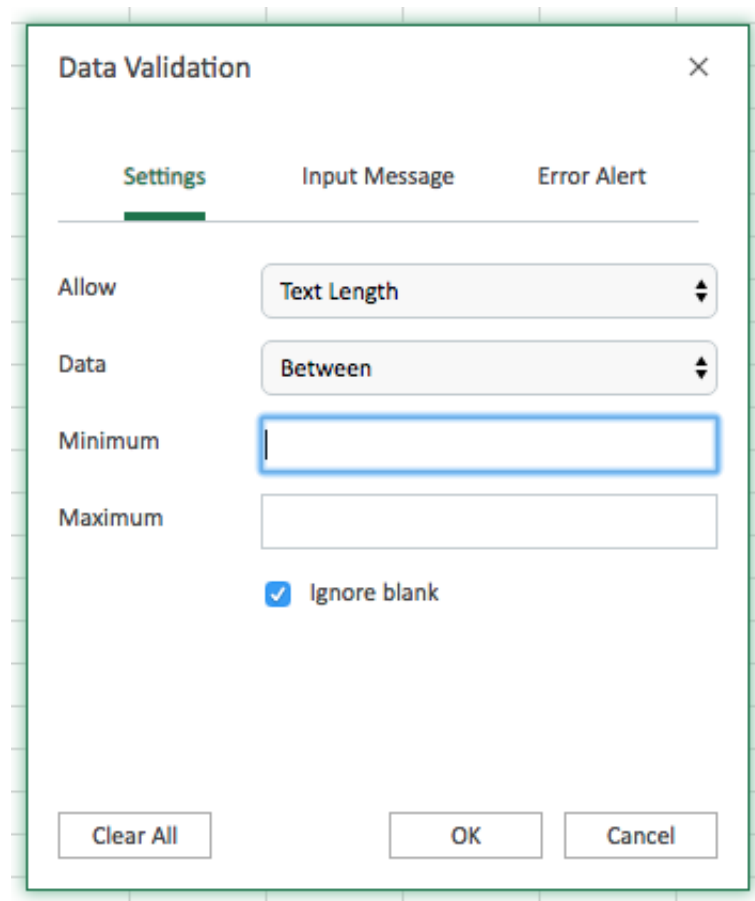 Data Validation
Settings Input Message Error Alert
Allow Text Length
Data Between
Minimum
Maximum
Ignore blank
Clear All OK Cancel